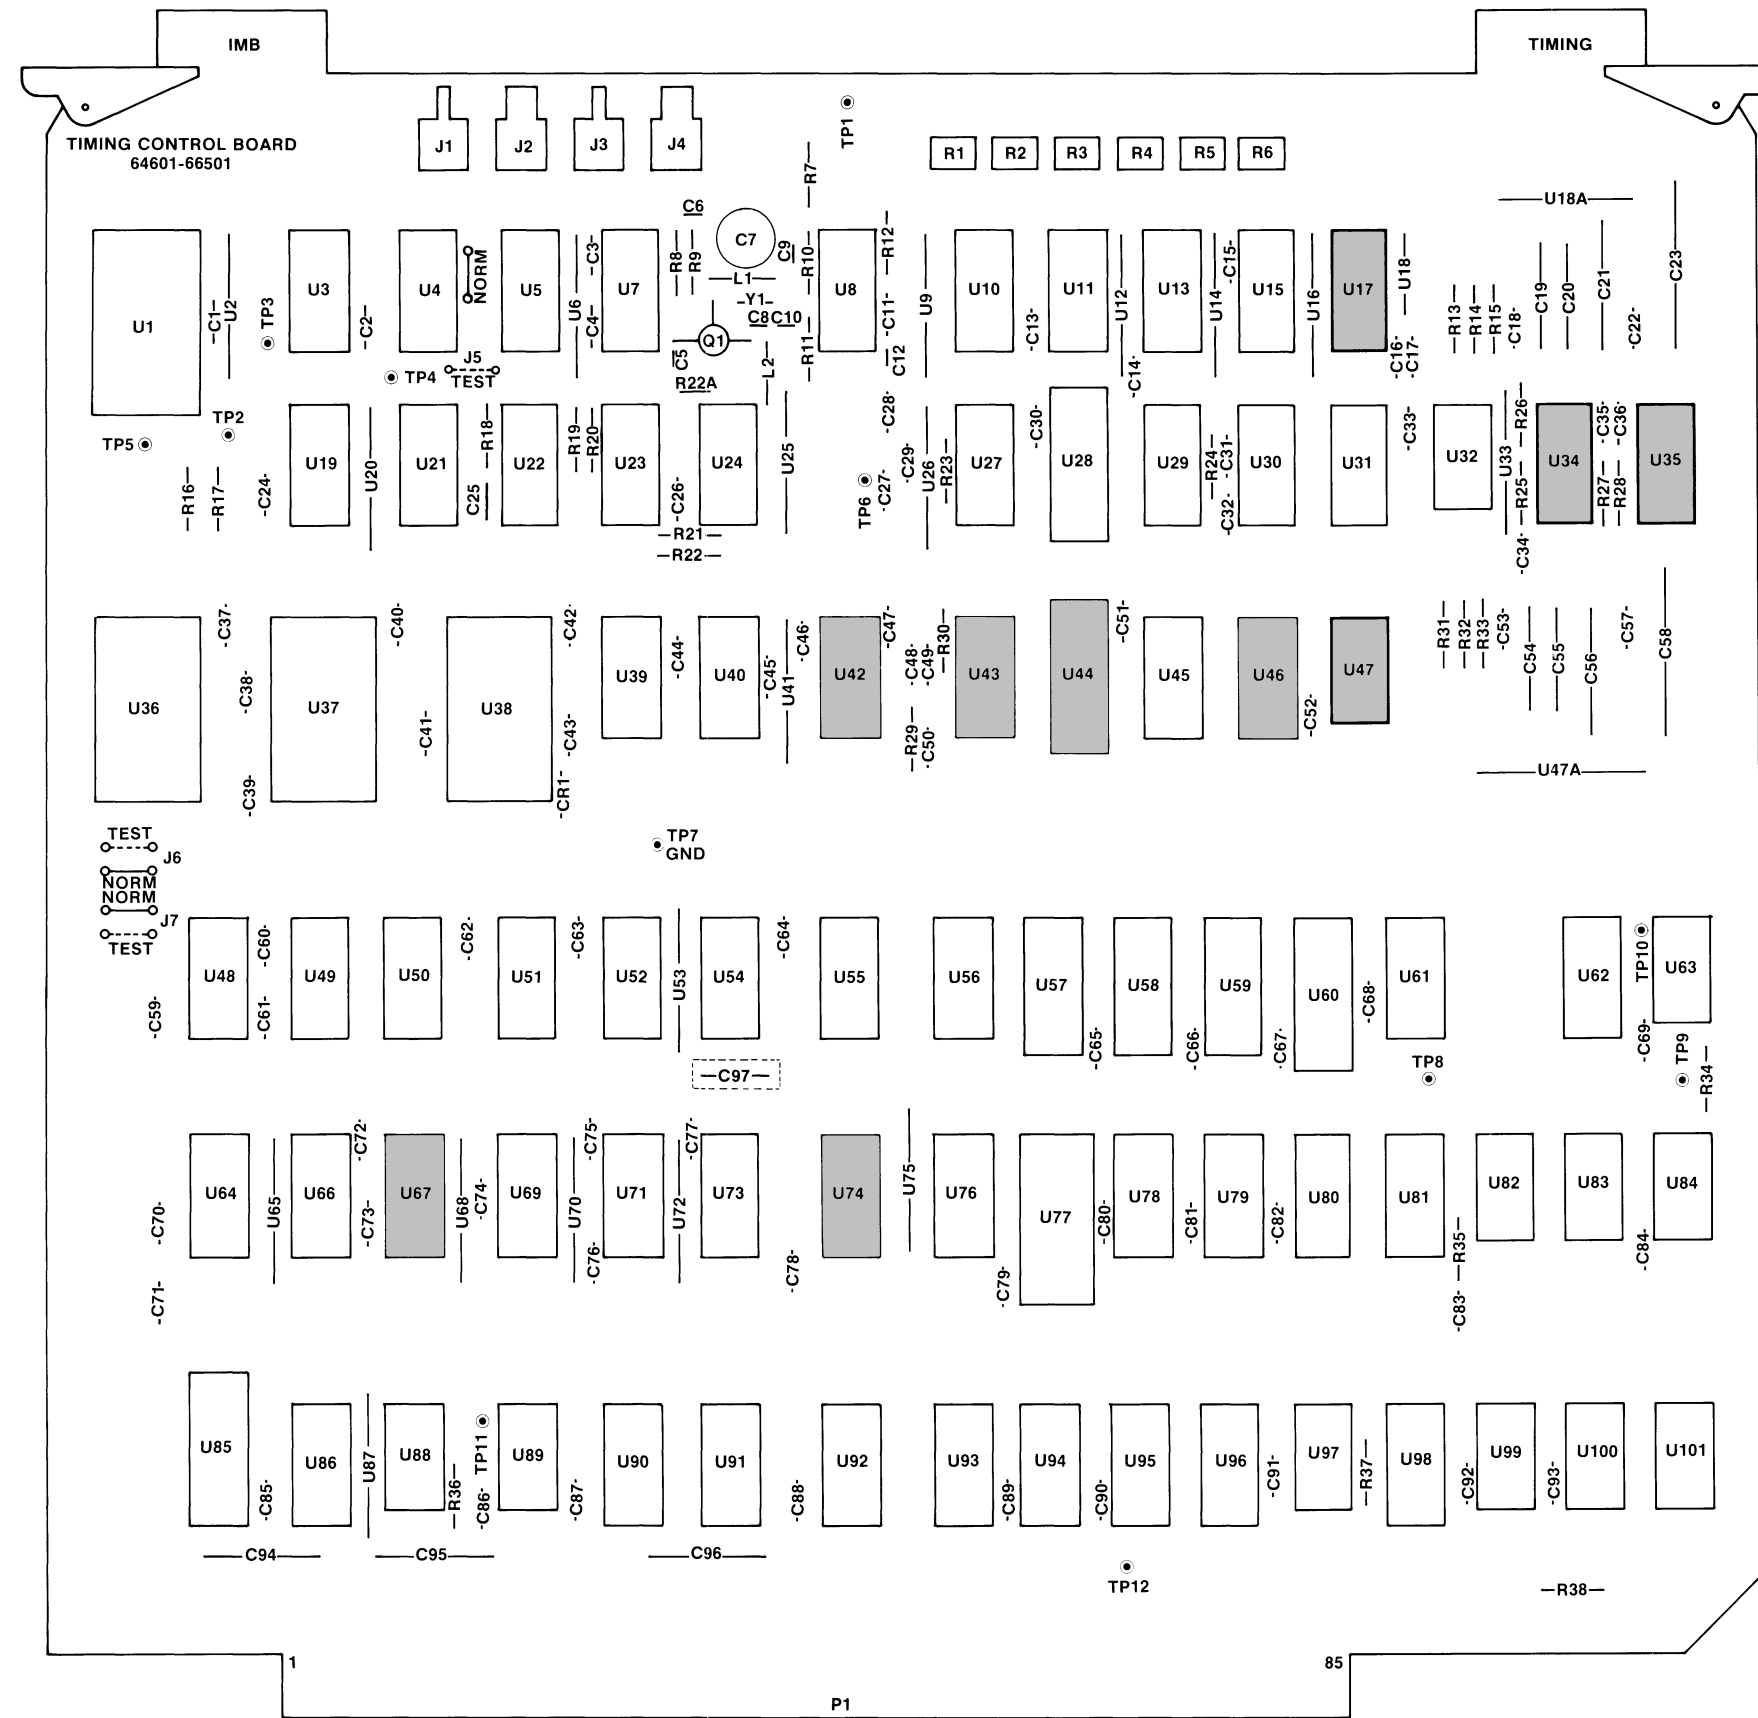 IMB
TIMING
TIMING CONTROL BOARD
64601-66501
J1
J2
J3
J4
TP1
R1
R2
R3
R4
R5
R6
R7
C6
U18A
U1
C1
U2
TP3
U3
C2
U4
NORM
U5
U6
C3
C4
U7
R8
R9
C7
C9
L1
Y1
C8
C10
Q1
C5
R22A
L2
R10
R11
U8
R12
C11
C12
U9
U10
C13
U11
U12
C14
U13
U14
C15
U15
U16
U17
U18
C16
C17
R13
R14
R15
C18
C19
C20
C21
C22
C23
J5
TEST
TP4
TP2
TP5
R16
R17
C24
U19
U20
U21
R18
C25
U22
R19
R20
U23
C26
U24
R21
R22
U25
TP6
C28
C27
C29
U26
R23
U27
C30
U28
U29
R24
C31
C32
U30
U31
C33
U32
U33
R26
R25
C34
U34
C35
C36
R27
R28
U35
U36
C37
C38
C39
U37
C40
C41
U38
C42
C43
CR1
U39
C44
U40
C45
U41
C46
U42
C47
C48
C49
R30
R29
C50
U43
U44
C51
U45
U46
C52
U47
R31
R32
R33
C53
C54
C55
C56
C57
C58
U47A
TEST
J6
NORM
NORM
J7
TEST
TP7
GND
C59
U48
C60
C61
U49
U50
C62
U51
C63
U52
U53
U54
C64
U55
U56
U57
C65
U58
C66
U59
C67
U60
C68
U61
U62
TP10
U63
C69
TP9
R34
TP8
C97
C70
C71
U64
U65
U66
C72
C73
U67
U68
C74
U69
U70
C75
C76
U71
U72
C77
U73
C78
U74
U75
U76
C79
U77
C80
U78
C81
U79
C82
U80
U81
R35
C83
U82
U83
C84
U84
U85
C85
U86
U87
U88
R36
TP11
C86
U89
C87
U90
U91
C88
U92
U93
C89
U94
C90
U95
U96
C91
U97
R37
U98
C92
U99
C93
U100
U101
C94
C95
C96
TP12
R38
1
85
P1